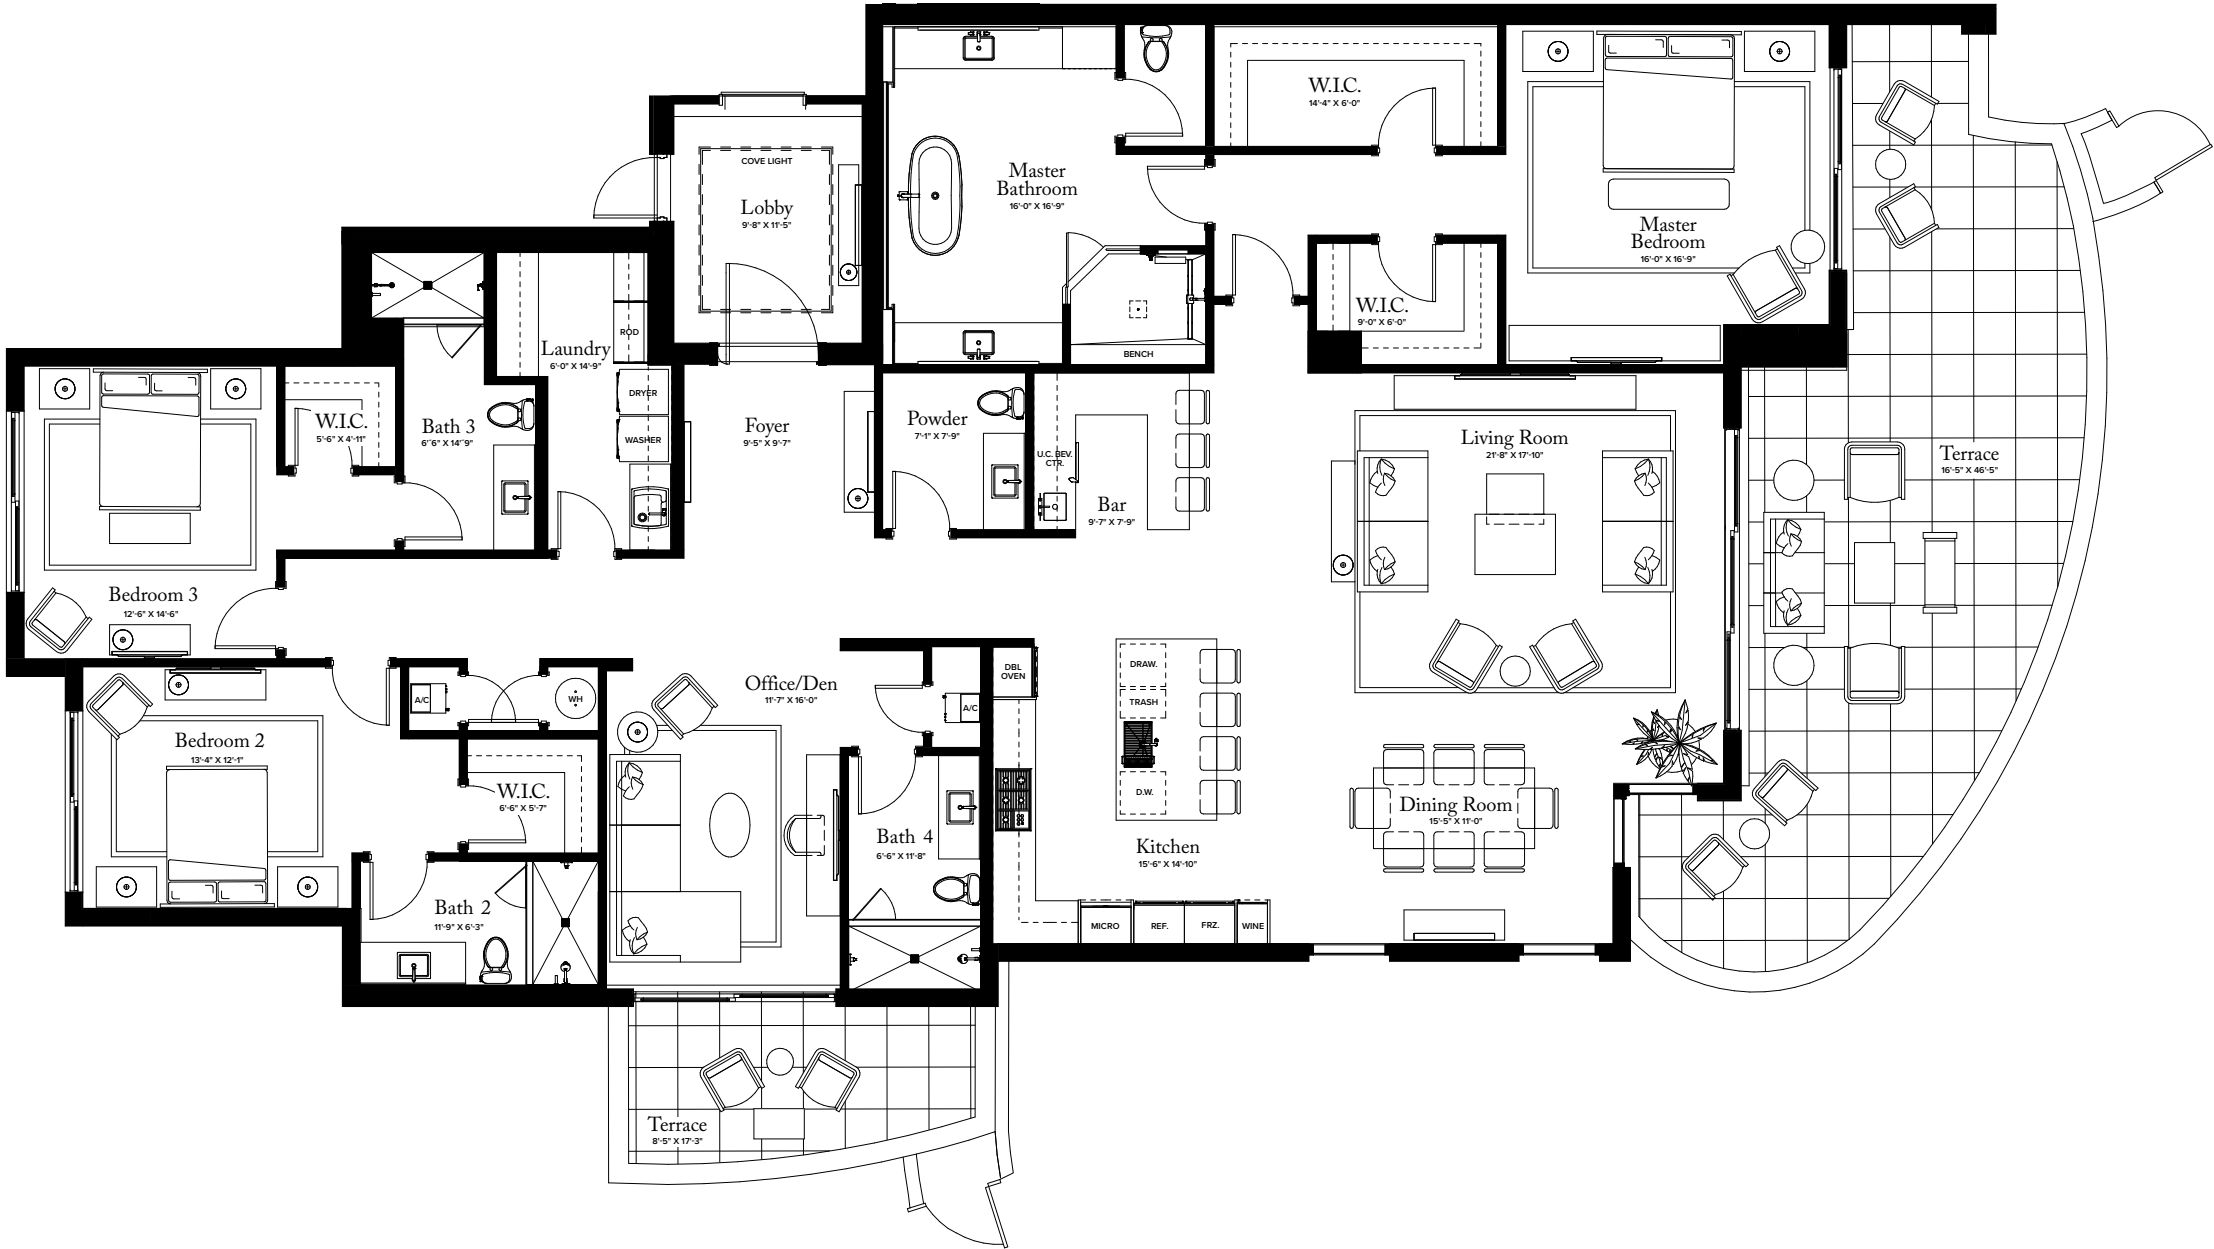 W.I.C.
14'-4" X 6'-0"
COVE LIGHT
Lobby
9'-8" X 11'-5"
Master
Bathroom
16'-0" X 16'-9"
Master
Bedroom
16'-0" X 16'-9"
W.I.C.
9'-0" X 6'-0"
BENCH
ROD
Laundry
6'-0" X 14'-9"
DRYER
WASHER
W.I.C.
5'-6" X 4'-11"
Bath 3
6'6" X 14'9"
Foyer
9'-5" X 9'-7"
Powder
7'-1" X 7'-9"
U.C. BEV.
CTR.
Bar
9'-7" X 7'-9"
Living Room
21'-8" X 17'-10"
Terrace
16'-5" X 46'-5"
Bedroom 3
12'-6" X 14'-6"
A/C
WH
Office/Den
11'-7" X 16'-0"
A/C
DBL
OVEN
DRAW.
TRASH
D.W.
Bedroom 2
13'-4" X 12'-1"
W.I.C.
6'-6" X 5'-7"
Bath 4
6'-6" X 11'-8"
Kitchen
15'-6" X 14'-10"
Dining Room
15'-5" X 11'-0"
Bath 2
11'-9" X 6'-3"
MICRO
REF.
FRZ.
WINE
Terrace
8'-5" X 17'-3"